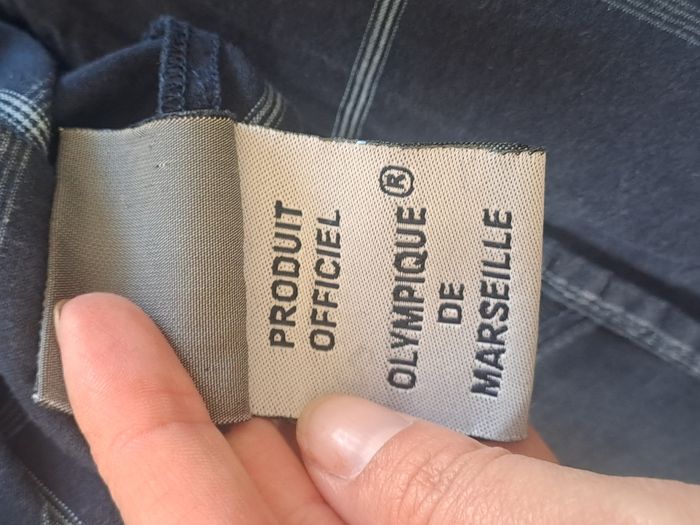 PRODUIT
OFFICIEL
OLYMPIQUE®
DE
MARSEILLE